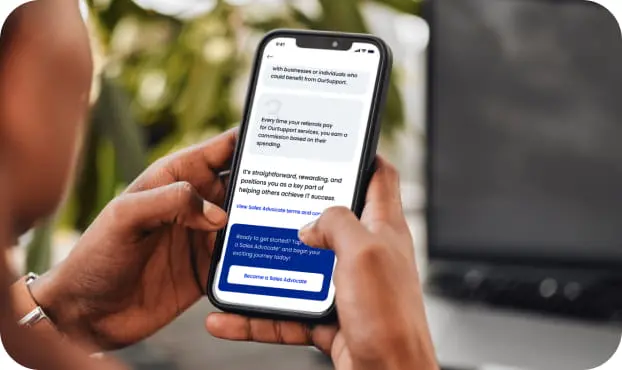 9:41
with businesses or individuals who
could benefit from OurSupport.
Every time your referrals pay
for OurSupport services, you earn a
commission based on their
spending.
It's straightforward, rewarding, and
positions you as a key part of
helping others achieve IT success.
View Sales Advocate terms and
Ready to get started? Tap
a Sales Advocate" and begin your
exciting journey today!
Become a Sales Advocate